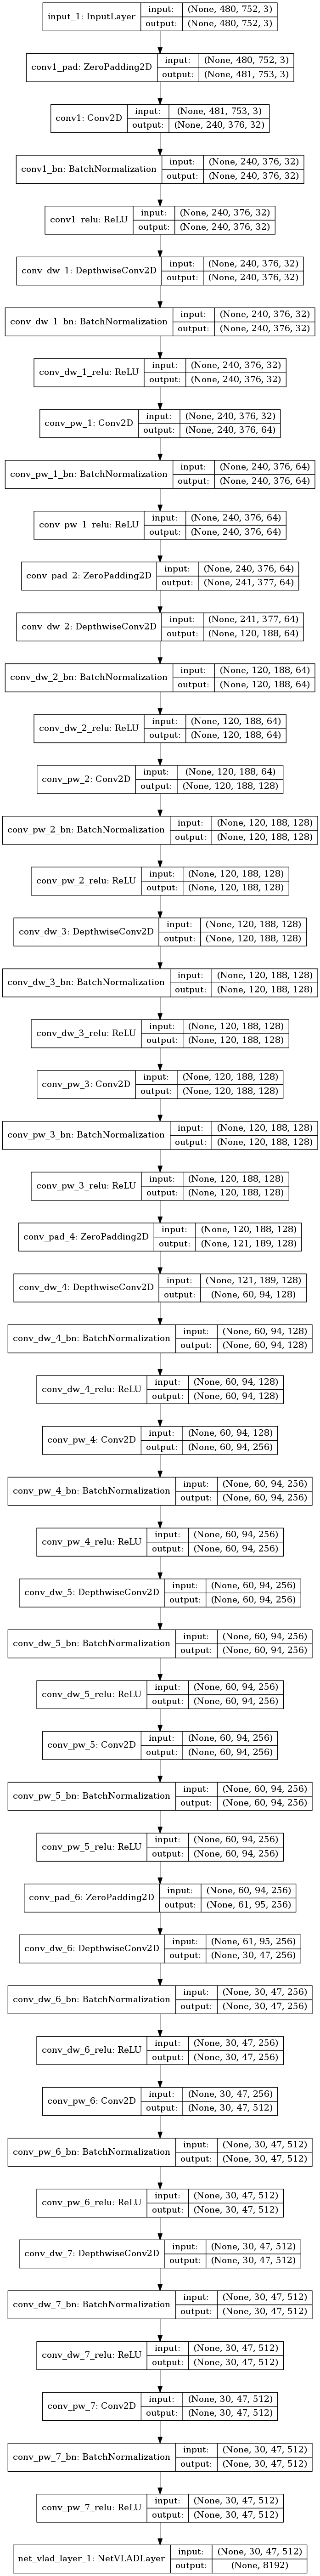 input_1: InputLayer
input: (None, 480, 752, 3)
output: (None, 480, 752, 3)
conv1_pad: ZeroPadding2D
input: (None, 480, 752, 3)
output: (None, 481, 753, 3)
conv1: Conv2D
input: (None, 481, 753, 3)
output: (None, 240, 376, 32)
conv1_bn: BatchNormalization
input: (None, 240, 376, 32)
output: (None, 240, 376, 32)
conv1_relu: ReLU
input: (None, 240, 376, 32)
output: (None, 240, 376, 32)
conv_dw_1: DepthwiseConv2D
input: (None, 240, 376, 32)
output: (None, 240, 376, 32)
conv_dw_1_bn: BatchNormalization
input: (None, 240, 376, 32)
output: (None, 240, 376, 32)
conv_dw_1_relu: ReLU
input: (None, 240, 376, 32)
output: (None, 240, 376, 32)
conv_pw_1: Conv2D
input: (None, 240, 376, 32)
output: (None, 240, 376, 64)
conv_pw_1_bn: BatchNormalization
input: (None, 240, 376, 64)
output: (None, 240, 376, 64)
conv_pw_1_relu: ReLU
input: (None, 240, 376, 64)
output: (None, 240, 376, 64)
conv_pad_2: ZeroPadding2D
input: (None, 240, 376, 64)
output: (None, 241, 377, 64)
conv_dw_2: DepthwiseConv2D
input: (None, 241, 377, 64)
output: (None, 120, 188, 64)
conv_dw_2_bn: BatchNormalization
input: (None, 120, 188, 64)
output: (None, 120, 188, 64)
conv_dw_2_relu: ReLU
input: (None, 120, 188, 64)
output: (None, 120, 188, 64)
conv_pw_2: Conv2D
input: (None, 120, 188, 64)
output: (None, 120, 188, 128)
conv_pw_2_bn: BatchNormalization
input: (None, 120, 188, 128)
output: (None, 120, 188, 128)
conv_pw_2_relu: ReLU
input: (None, 120, 188, 128)
output: (None, 120, 188, 128)
conv_dw_3: DepthwiseConv2D
input: (None, 120, 188, 128)
output: (None, 120, 188, 128)
conv_dw_3_bn: BatchNormalization
input: (None, 120, 188, 128)
output: (None, 120, 188, 128)
conv_dw_3_relu: ReLU
input: (None, 120, 188, 128)
output: (None, 120, 188, 128)
conv_pw_3: Conv2D
input: (None, 120, 188, 128)
output: (None, 120, 188, 128)
conv_pw_3_bn: BatchNormalization
input: (None, 120, 188, 128)
output: (None, 120, 188, 128)
conv_pw_3_relu: ReLU
input: (None, 120, 188, 128)
output: (None, 120, 188, 128)
conv_pad_4: ZeroPadding2D
input: (None, 120, 188, 128)
output: (None, 121, 189, 128)
conv_dw_4: DepthwiseConv2D
input: (None, 121, 189, 128)
output: (None, 60, 94, 128)
conv_dw_4_bn: BatchNormalization
input: (None, 60, 94, 128)
output: (None, 60, 94, 128)
conv_dw_4_relu: ReLU
input: (None, 60, 94, 128)
output: (None, 60, 94, 128)
conv_pw_4: Conv2D
input: (None, 60, 94, 128)
output: (None, 60, 94, 256)
conv_pw_4_bn: BatchNormalization
input: (None, 60, 94, 256)
output: (None, 60, 94, 256)
conv_pw_4_relu: ReLU
input: (None, 60, 94, 256)
output: (None, 60, 94, 256)
conv_dw_5: DepthwiseConv2D
input: (None, 60, 94, 256)
output: (None, 60, 94, 256)
conv_dw_5_bn: BatchNormalization
input: (None, 60, 94, 256)
output: (None, 60, 94, 256)
conv_dw_5_relu: ReLU
input: (None, 60, 94, 256)
output: (None, 60, 94, 256)
conv_pw_5: Conv2D
input: (None, 60, 94, 256)
output: (None, 60, 94, 256)
conv_pw_5_bn: BatchNormalization
input: (None, 60, 94, 256)
output: (None, 60, 94, 256)
conv_pw_5_relu: ReLU
input: (None, 60, 94, 256)
output: (None, 60, 94, 256)
conv_pad_6: ZeroPadding2D
input: (None, 60, 94, 256)
output: (None, 61, 95, 256)
conv_dw_6: DepthwiseConv2D
input: (None, 61, 95, 256)
output: (None, 30, 47, 256)
conv_dw_6_bn: BatchNormalization
input: (None, 30, 47, 256)
output: (None, 30, 47, 256)
conv_dw_6_relu: ReLU
input: (None, 30, 47, 256)
output: (None, 30, 47, 256)
conv_pw_6: Conv2D
input: (None, 30, 47, 256)
output: (None, 30, 47, 512)
conv_pw_6_bn: BatchNormalization
input: (None, 30, 47, 512)
output: (None, 30, 47, 512)
conv_pw_6_relu: ReLU
input: (None, 30, 47, 512)
output: (None, 30, 47, 512)
conv_dw_7: DepthwiseConv2D
input: (None, 30, 47, 512)
output: (None, 30, 47, 512)
conv_dw_7_bn: BatchNormalization
input: (None, 30, 47, 512)
output: (None, 30, 47, 512)
conv_dw_7_relu: ReLU
input: (None, 30, 47, 512)
output: (None, 30, 47, 512)
conv_pw_7: Conv2D
input: (None, 30, 47, 512)
output: (None, 30, 47, 512)
conv_pw_7_bn: BatchNormalization
input: (None, 30, 47, 512)
output: (None, 30, 47, 512)
conv_pw_7_relu: ReLU
input: (None, 30, 47, 512)
output: (None, 30, 47, 512)
net_vlad_layer_1: NetVLADLayer
input: (None, 30, 47, 512)
output: (None, 8192)